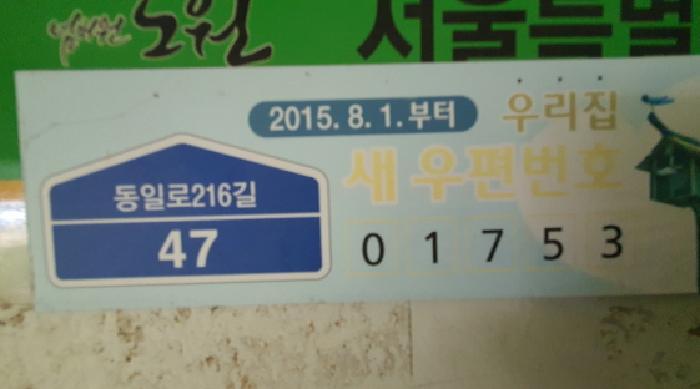 노원 서울특별
2015. 8. 1. 부터 우리집
새 우편번호
동일로216길
47 0 1 7 5 3